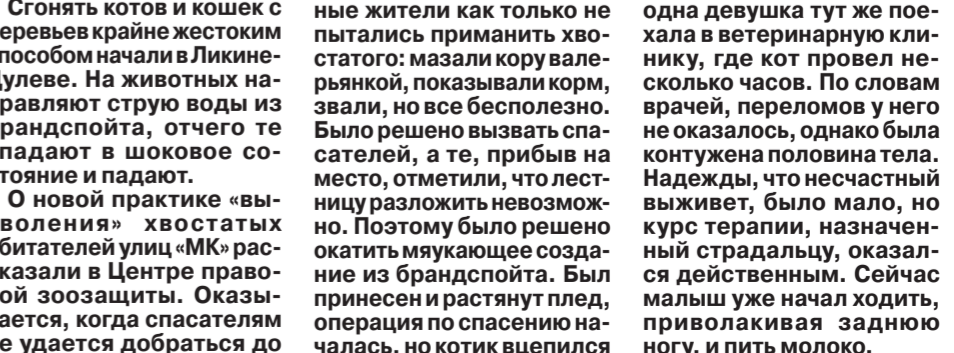 Сгонять котов и кошек с
еревьев крайне жестоким
пособом начали в Ликине-
улеве. На животных на-
равляют струю воды из
рандспойта, отчего те
падают в шоковое со-
тояние и падают.
О новой практике «вы-
воления» хвостатых
битателей улиц «МК» рас-
казали в Центре право-
ой зоозащиты. Оказы-
ается, когда спасателям
е удается добраться до
ные жители как только не
пытались приманить хво-
статого: мазали кору вале-
рьянкой, показывали корм,
звали, но все бесполезно.
Было решено вызвать спа-
сателей, а те, прибыв на
место, отметили, что лест-
ницу разложить невозмож-
но. Поэтому было решено
окатить мяукающее созда-
ние из брандспойта. Был
принесен и растянут плед,
операция по спасению на-
чалась, но котик вцепился
одна девушка тут же пое-
хала в ветеринарную кли-
нику, где кот провел не-
сколько часов. По словам
врачей, переломов у него
не оказалось, однако была
контужена половина тела.
Надежды, что несчастный
выживет, было мало, но
курс терапии, назначен-
ный страдальцу, оказал-
ся действенным. Сейчас
малыш уже начал ходить,
приволакивая заднюю
ногу, и пить молоко.